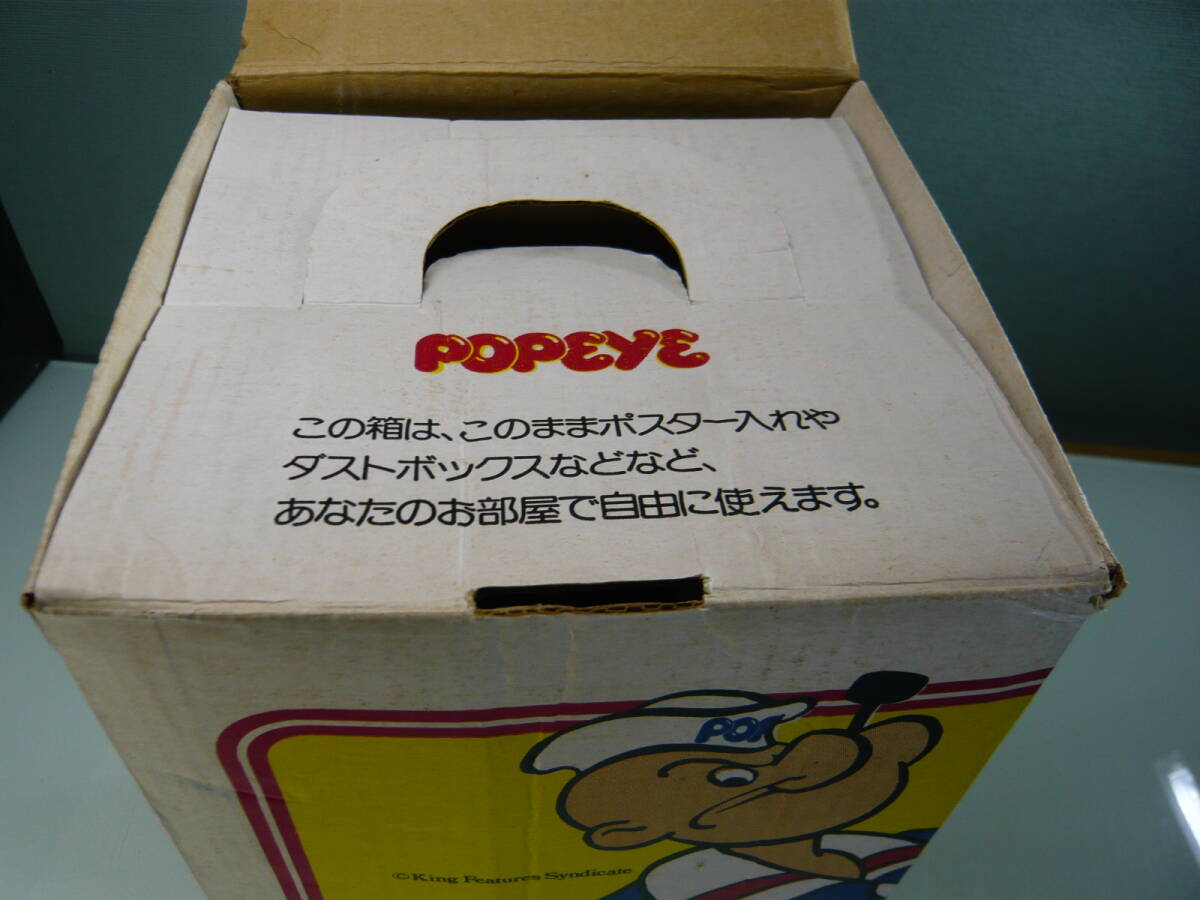 POPEYE
この箱は、このままポスター入れや
ダストボックスなどなど、
あなたのお部屋で自由に使えます。
POP
©King Features Syndicate